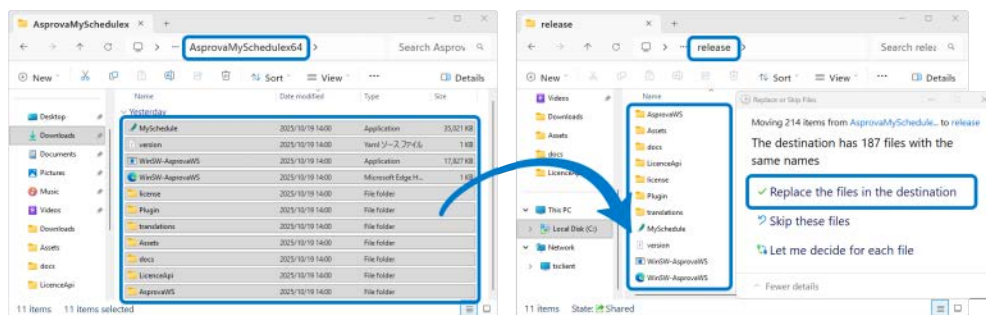 AsprovaMySchedulex
AsprovaMySchedulex64
Search Asprov
New
Sort
View
Details
Name
Date modified
Type
Size
Yesterday
Desktop
Downloads
Documents
Pictures
Music
Videos
Downloads
Assets
docs
LicenceApi
MySchedule 2025/10/19 14:00 Application 35,021 KB
version 2025/10/19 14:00 Yaml ソース ファイル 1 KB
WinSW-AsprovaWS 2025/10/19 14:00 Application 17,827 KB
WinSW-AsprovaWS 2025/10/19 14:00 Microsoft Edge H... 1 KB
license 2025/10/19 14:00 File folder
Plugin 2025/10/19 14:00 File folder
translations 2025/10/19 14:00 File folder
Assets 2025/10/19 14:00 File folder
docs 2025/10/19 14:00 File folder
LicenceApi 2025/10/19 14:00 File folder
AsprovaWS 2025/10/19 14:00 File folder
11 items 11 items selected
release
release
Search relea
New
Sort
View
Details
Videos
Downloads
Assets
docs
This PC
Local Disk (C:)
Network
tsclient
Name
AsprovaWS
Assets
docs
LicenceApi
license
Plugin
translations
MySchedule
version
WinSW-AsprovaWS
WinSW-AsprovaWS
11 items State: Shared
Replace or Skip Files
Moving 214 items from AsprovaMySchedule... to release
The destination has 187 files with the
same names
Replace the files in the destination
Skip these files
Let me decide for each file
Fewer details